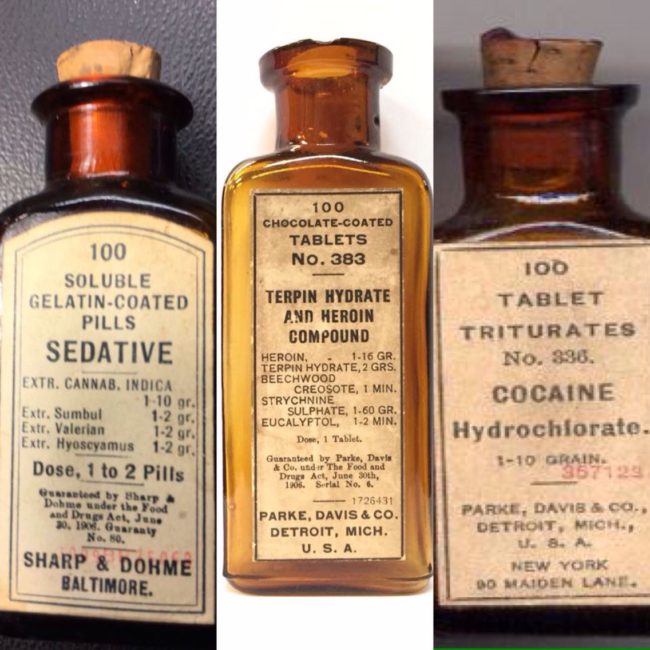 100
SOLUBLE
GELATIN-COATED
PILLS
SEDATIVE
EXTR. CANNAB. INDICA
1-10 gr.
Extr. Sumbul 1-2 gr.
Extr. Valerian 1-2 gr.
Extr. Hyoscyamus 1-2 gr.
Dose, 1 to 2 Pills
Guaranteed by Sharp &
Dohme under the Food
and Drugs Act, June
30, 1906. Guaranty
No. 80.
SHARP & DOHME
BALTIMORE.
100
CHOCOLATE-COATED
TABLETS
No. 383
TERPIN HYDRATE
AND HEROIN
COMPOUND
HEROIN, - 1-16 GR.
TERPIN HYDRATE, 2 GRS.
BEECHWOOD
CREOSOTE, 1 MIN.
STRYCHNINE
SULPHATE, 1-60 GR.
EUCALYPTOL, 1-2 MIN.
Dose, 1 Tablet.
Guaranteed by Parke, Davis
& Co. under The Food and
Drugs Act, June 30th,
1906. Serial No. 6.
1726431
PARKE, DAVIS & CO.
DETROIT, MICH.
U. S. A.
100
TABLET
TRITURATES
No. 336.
COCAINE
Hydrochlorate.
1-10 GRAIN.
357123
PARKE, DAVIS & CO.,
DETROIT, MICH.,
U. S. A.
NEW YORK
90 MAIDEN LANE.